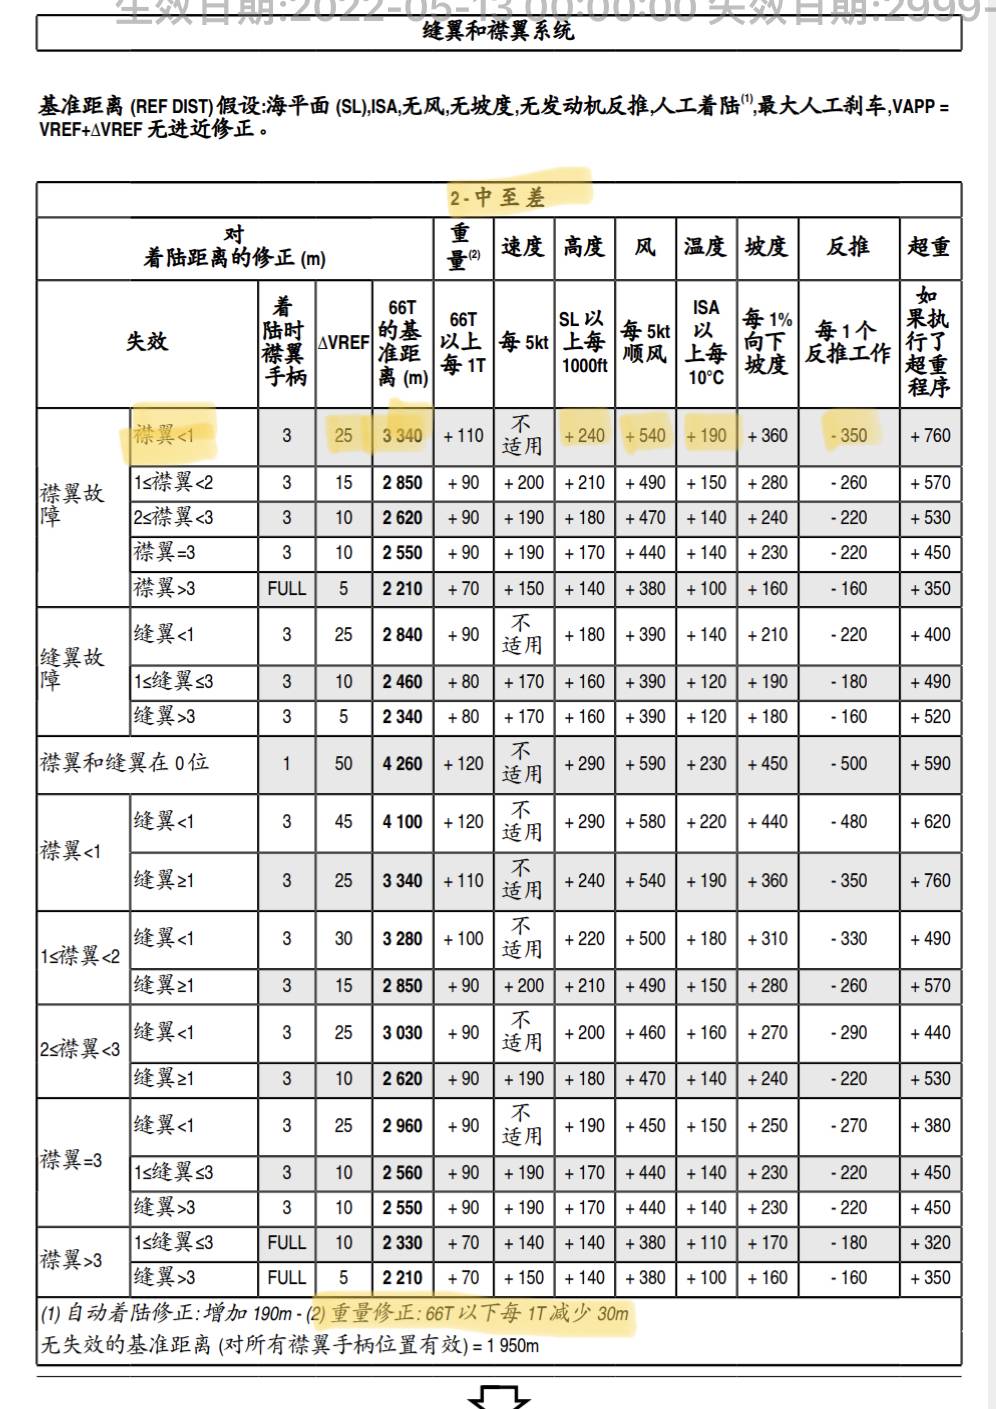 生效日期:2022-05-13 00:00:00 失效日期:2999-
缝翼和襟翼系统
基准距离 (REF DIST) 假设:海平面 (SL),ISA,无风,无坡度,无发动机反推,人工着陆(1),最大人工刹车,VAPP =
VREF+∆VREF 无进近修正。
2 - 中 至 差
对着陆距离的修正 (m) 重量(2) 速度 高度 风 温度 坡度 反推 超重
失效 着陆时襟翼手柄 ∆VREF 66T的基准距离 (m) 66T以上每 1T 每 5kt SL 以上每1000ft 每 5kt顺风 ISA以上每10°C 每 1%向下坡度 每 1 个反推工作 如果执行了超重程序
襟翼故障 襟翼<1 3 25 3 340 + 110 不适用 + 240 + 540 + 190 + 360 - 350 + 760
1≤襟翼<2 3 15 2 850 + 90 + 200 + 210 + 490 + 150 + 280 - 260 + 570
2≤襟翼<3 3 10 2 620 + 90 + 190 + 180 + 470 + 140 + 240 - 220 + 530
襟翼=3 3 10 2 550 + 90 + 190 + 170 + 440 + 140 + 230 - 220 + 450
襟翼>3 FULL 5 2 210 + 70 + 150 + 140 + 380 + 100 + 160 - 160 + 350
缝翼故障 缝翼<1 3 25 2 840 + 90 不适用 + 180 + 390 + 140 + 210 - 220 + 400
1≤缝翼≤3 3 10 2 460 + 80 + 170 + 160 + 390 + 120 + 190 - 180 + 490
缝翼>3 3 5 2 340 + 80 + 170 + 160 + 390 + 120 + 180 - 160 + 520
襟翼和缝翼在 0 位 1 50 4 260 + 120 不适用 + 290 + 590 + 230 + 450 - 500 + 590
襟翼<1 缝翼<1 3 45 4 100 + 120 不适用 + 290 + 580 + 220 + 440 - 480 + 620
缝翼≥1 3 25 3 340 + 110 不适用 + 240 + 540 + 190 + 360 - 350 + 760
1≤襟翼<2 缝翼<1 3 30 3 280 + 100 不适用 + 220 + 500 + 180 + 310 - 330 + 490
缝翼≥1 3 15 2 850 + 90 + 200 + 210 + 490 + 150 + 280 - 260 + 570
2≤襟翼<3 缝翼<1 3 25 3 030 + 90 不适用 + 200 + 460 + 160 + 270 - 290 + 440
缝翼≥1 3 10 2 620 + 90 + 190 + 180 + 470 + 140 + 240 - 220 + 530
襟翼=3 缝翼<1 3 25 2 960 + 90 不适用 + 190 + 450 + 150 + 250 - 270 + 380
1≤缝翼≤3 3 10 2 560 + 90 + 190 + 170 + 440 + 140 + 230 - 220 + 450
缝翼>3 3 10 2 550 + 90 + 190 + 170 + 440 + 140 + 230 - 220 + 450
襟翼>3 1≤缝翼≤3 FULL 10 2 330 + 70 + 140 + 140 + 380 + 110 + 170 - 180 + 320
缝翼>3 FULL 5 2 210 + 70 + 150 + 140 + 380 + 100 + 160 - 160 + 350
(1) 自动着陆修正: 增加 190m - (2) 重量修正: 66T 以下每 1T 减少 30m
无失效的基准距离 (对所有襟翼手柄位置有效) = 1 950m